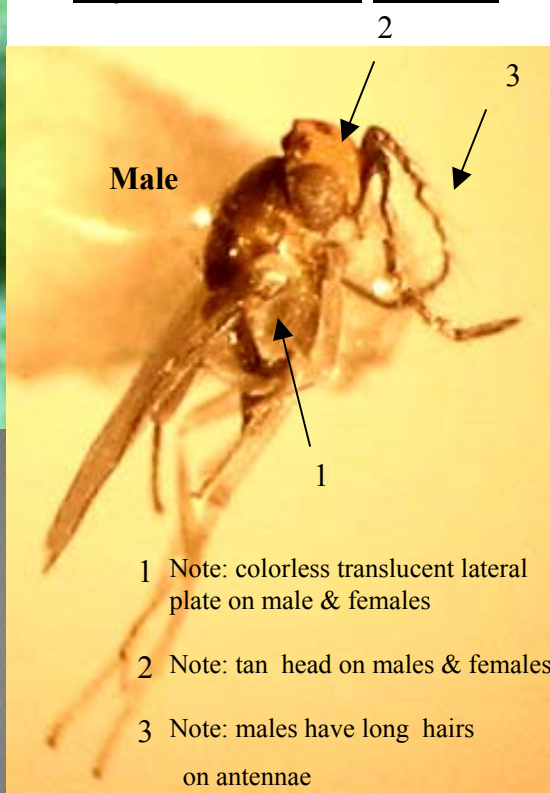 2
3
Male
1
1 Note: colorless translucent lateral
plate on male & females
2 Note: tan head on males & females
3 Note: males have long hairs
on antennae